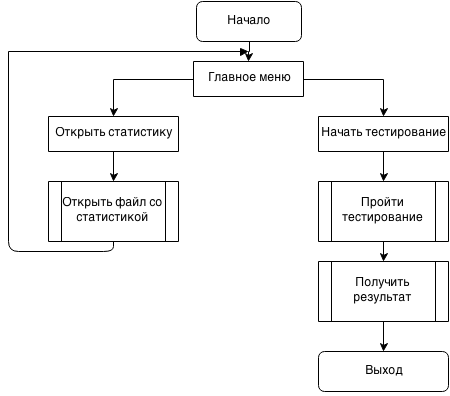 Начало
Главное меню
Открыть статистику
Начать тестирование
Открыть файл со
статистикой
Пройти
тестирование
Получить
результат
Выход